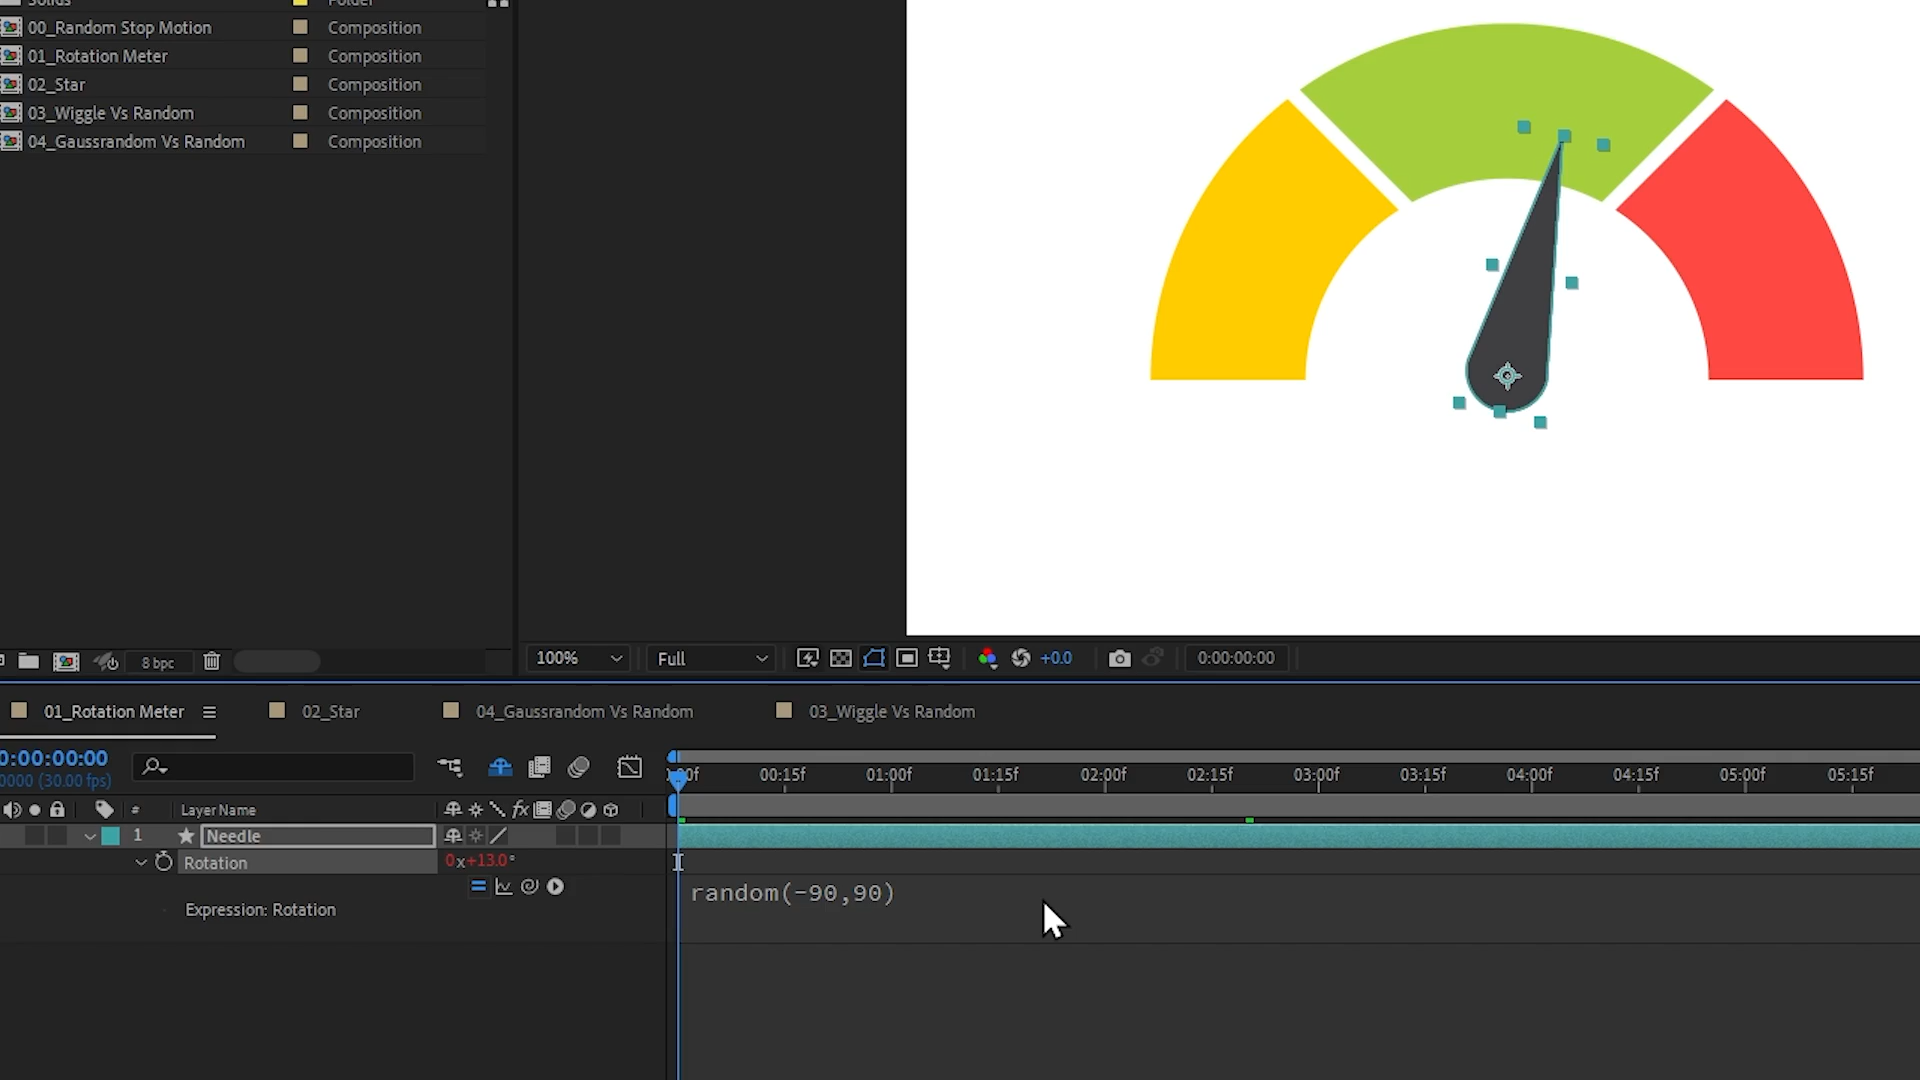 Solids Folder
00_Random Stop Motion Composition
01_Rotation Meter Composition
02_Star Composition
03_Wiggle Vs Random Composition
04_Gaussrandom Vs Random Composition
8 bpc
100% Full +0.0 0:00:00:00
01_Rotation Meter 02_Star 04_Gaussrandom Vs Random 03_Wiggle Vs Random
0:00:00:00
0000 (30.00 fps)
00f 00:15f 01:00f 01:15f 02:00f 02:15f 03:00f 03:15f 04:00f 04:15f 05:00f 05:15f
# Layer Name fx
1 Needle
Rotation 0x+13.0°
random(-90,90)
Expression: Rotation